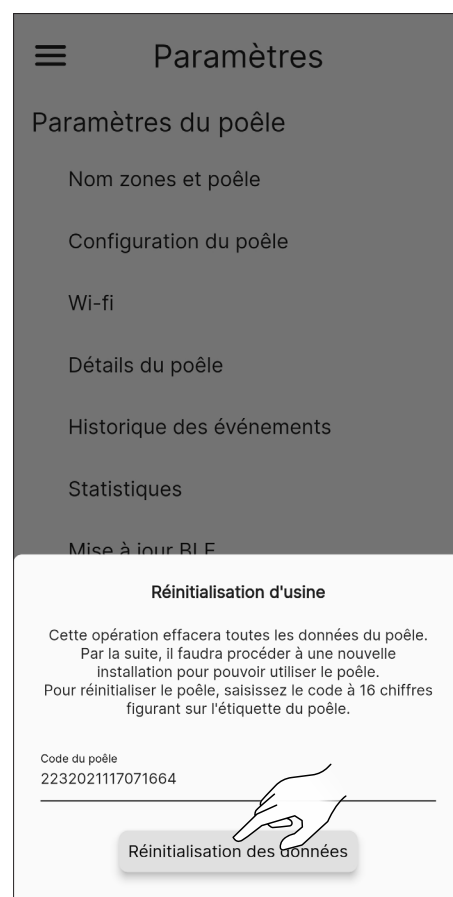 Paramètres
Paramètres du poêle
Nom zones et poêle
Configuration du poêle
Wi-fi
Détails du poêle
Historique des événements
Statistiques
Mise à jour BLE
Réinitialisation d'usine
Cette opération effacera toutes les données du poêle.
Par la suite, il faudra procéder à une nouvelle
installation pour pouvoir utiliser le poêle.
Pour réinitialiser le poêle, saisissez le code à 16 chiffres
figurant sur l'étiquette du poêle.
Code du poêle
2232021117071664
Réinitialisation des données